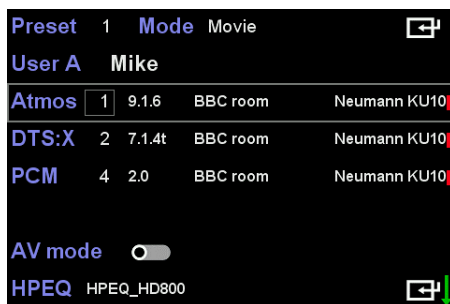 Preset 1 Mode Movie
User A Mike
Atmos 1 9.1.6 BBC room Neumann KU10
DTS:X 2 7.1.4t BBC room Neumann KU10
PCM 4 2.0 BBC room Neumann KU10
AV mode
HPEQ HPEQ_HD800